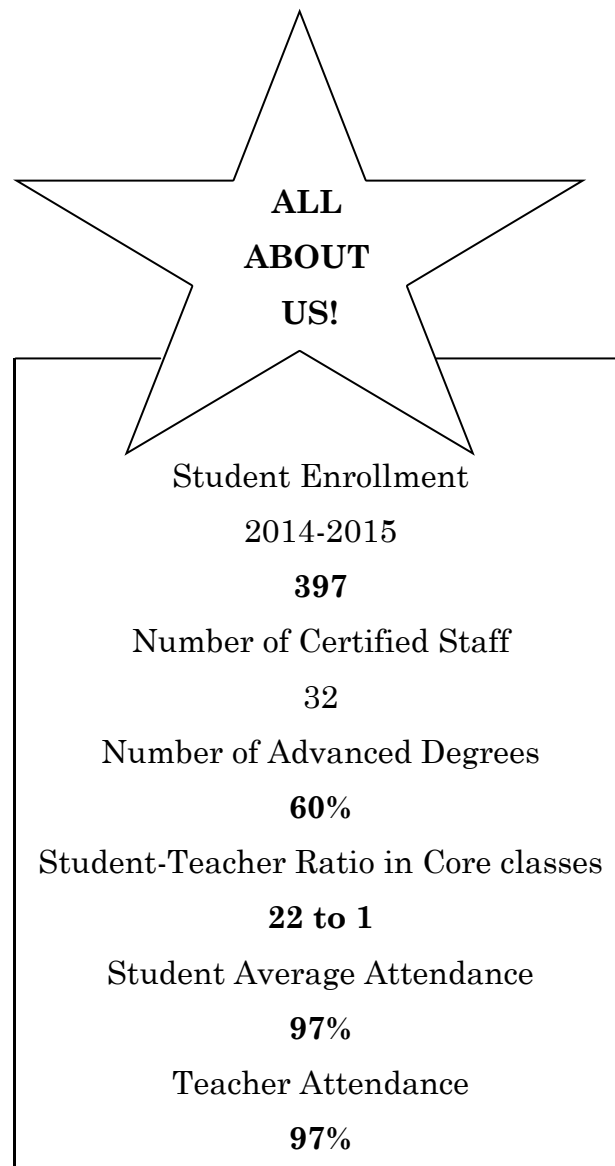 ALL
ABOUT
US!
Student Enrollment
2014-2015
397
Number of Certified Staff
32
Number of Advanced Degrees
60%
Student-Teacher Ratio in Core classes
22 to 1
Student Average Attendance
97%
Teacher Attendance
97%